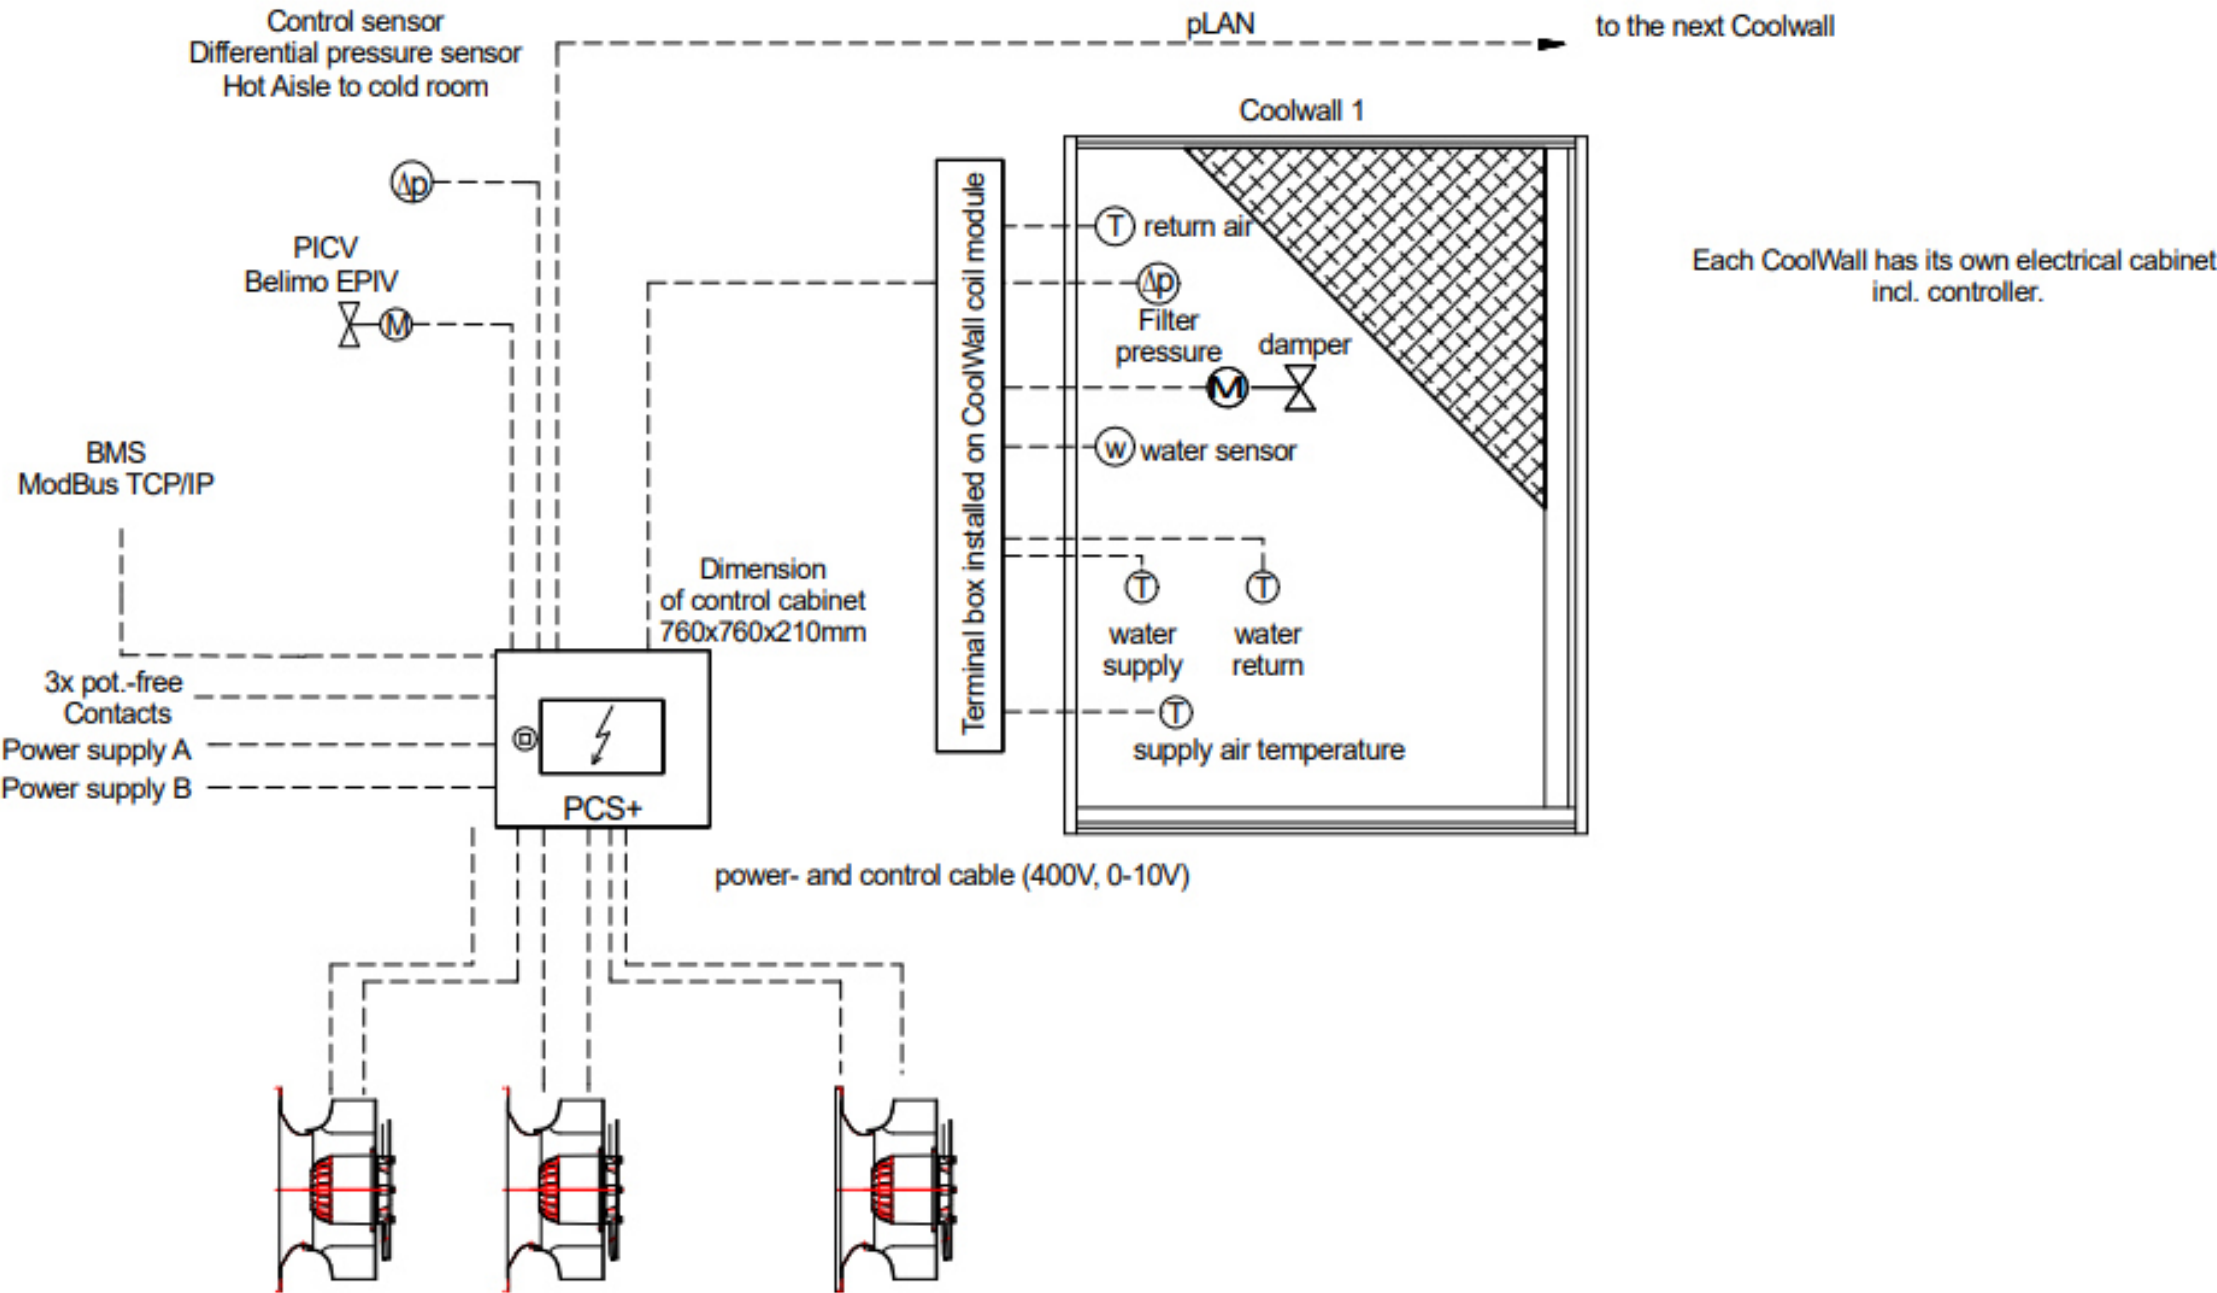 Control sensor
Differential pressure sensor
Hot Aisle to cold room
pLAN
to the next Coolwall
Coolwall 1
Δp
PICV
Belimo EPIV
M
BMS
ModBus TCP/IP
3x pot.-free
Contacts
Power supply A
Power supply B
Dimension
of control cabinet
760x760x210mm
PCS+
Terminal box installed on CoolWall coil module
T return air
Δp
Filter
pressure
damper
M
w water sensor
T
water
supply
T
water
return
T
supply air temperature
Each CoolWall has its own electrical cabinet
incl. controller.
power- and control cable (400V, 0-10V)